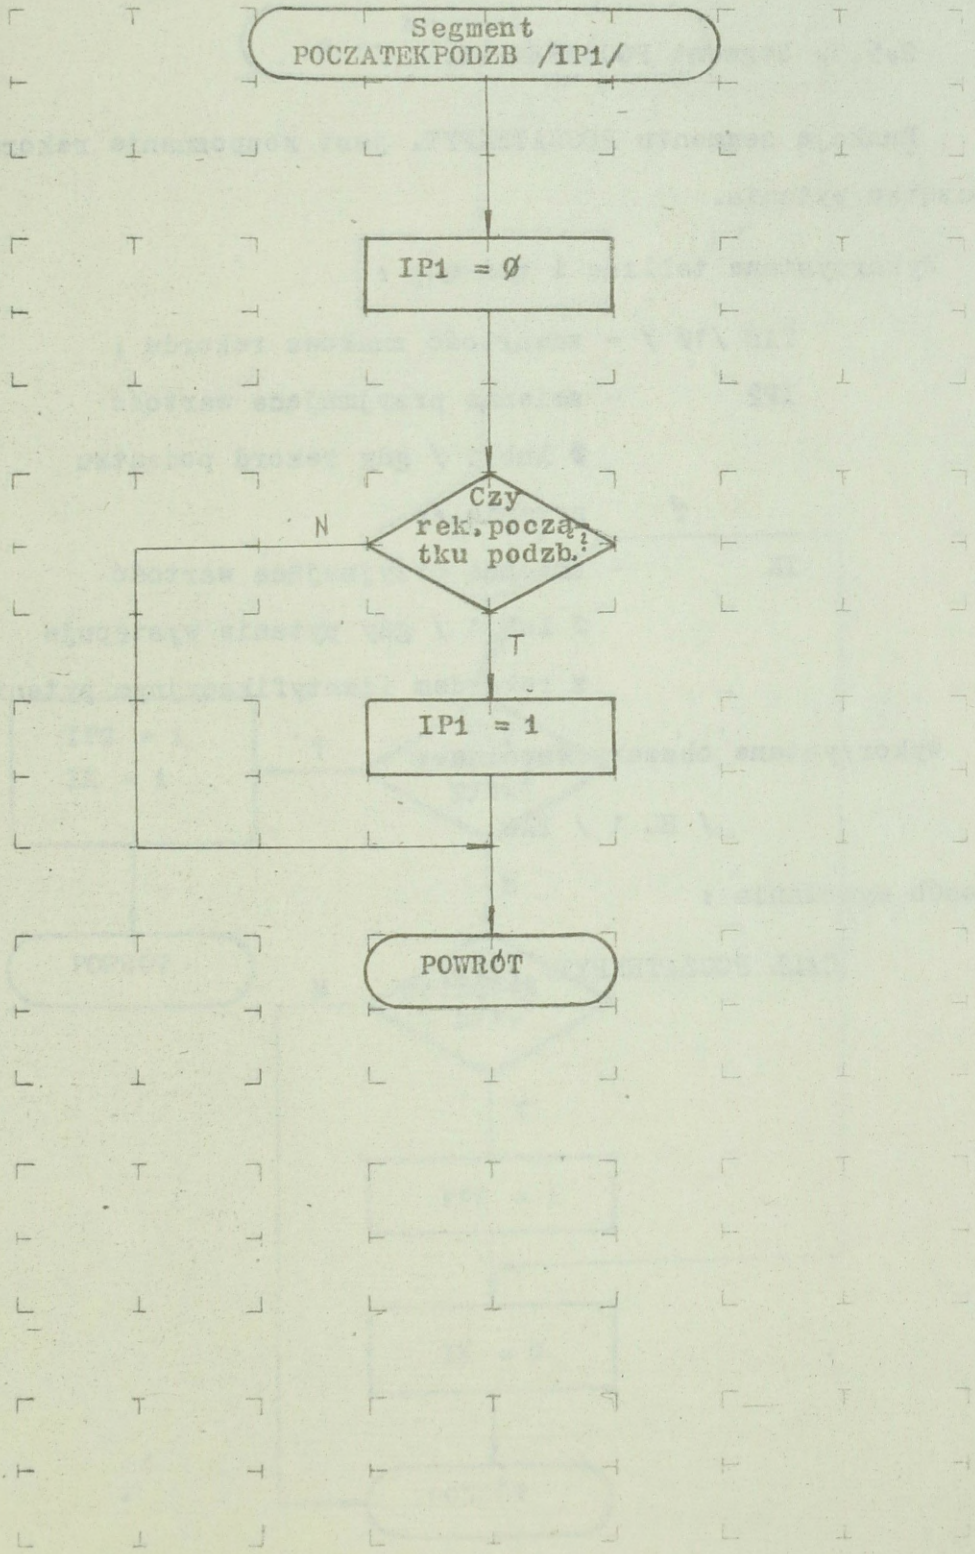 Segment
POCZATEKPODZB /IP1/
IP1 = Ø
Czy
rek.począ-
tku podzb.?
N
T
IP1 = 1
POWRÓT